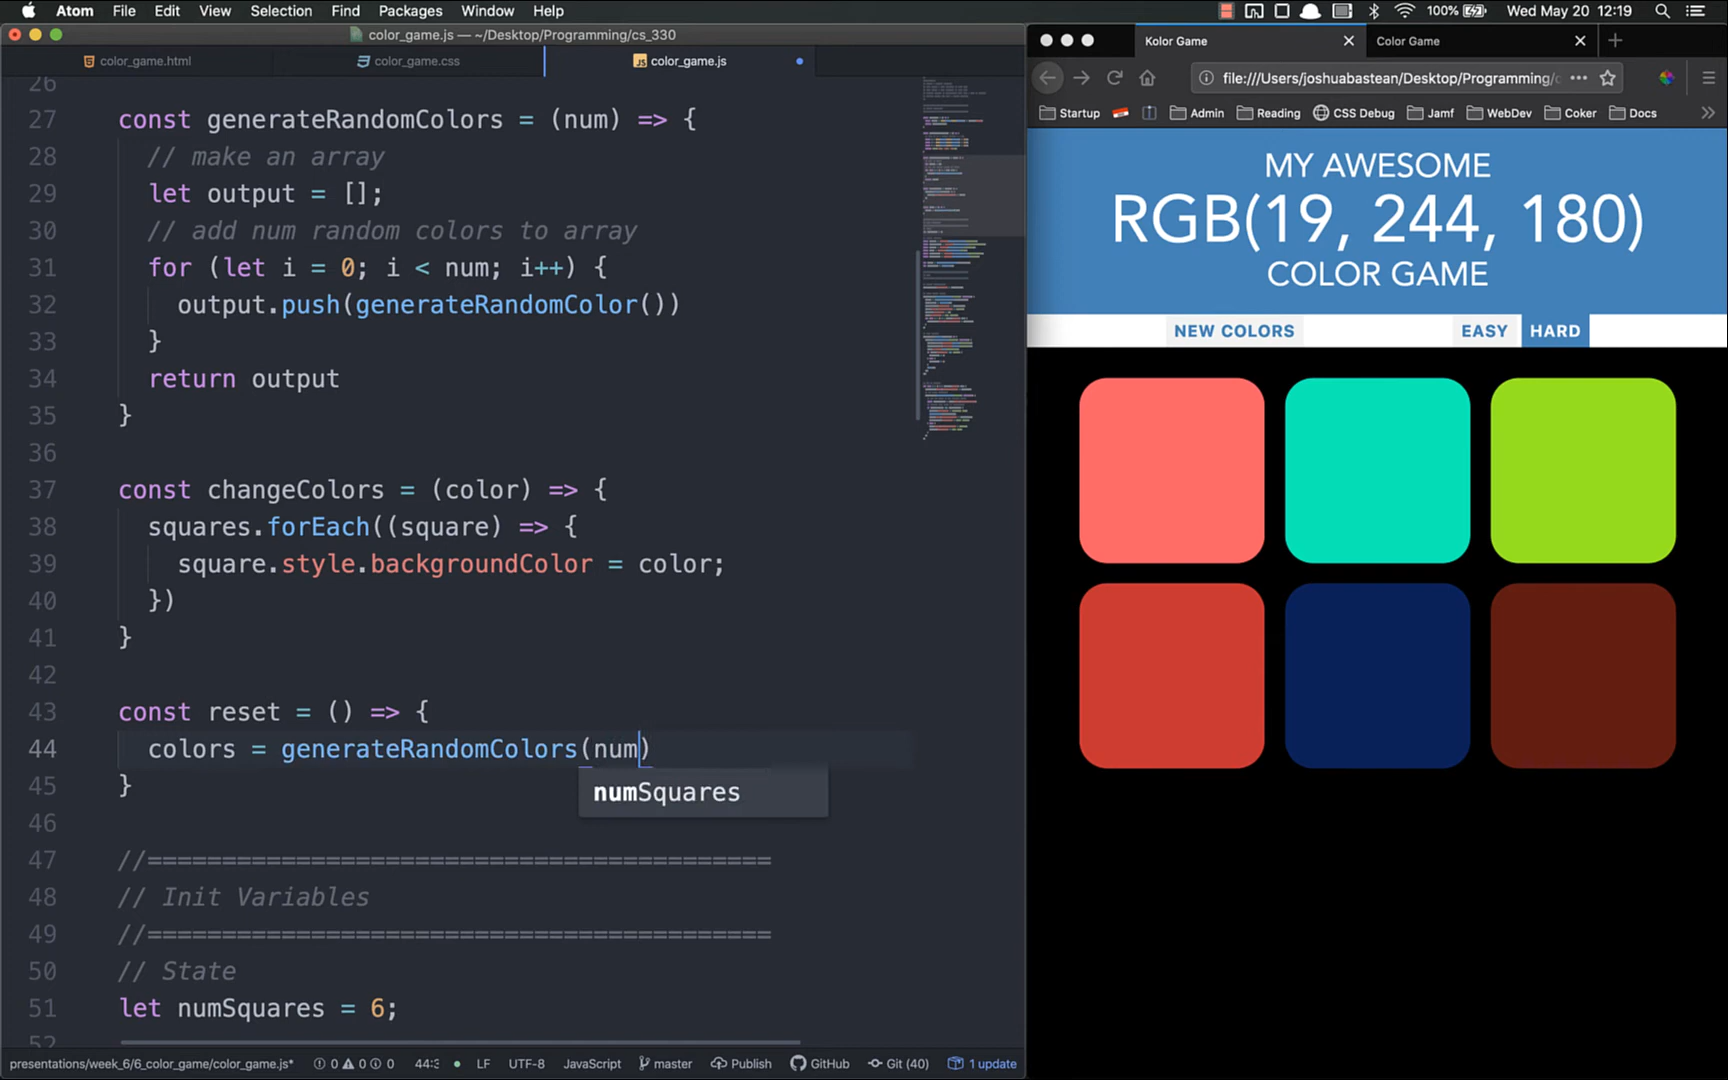 Atom File Edit View Selection Find Packages Window Help 100% Wed May 20 12:19
color_game.js — ~/Desktop/Programming/cs_330
color_game.html color_game.css color_game.js
26
27 const generateRandomColors = (num) => {
28 // make an array
29 let output = [];
30 // add num random colors to array
31 for (let i = 0; i < num; i++) {
32 output.push(generateRandomColor())
33 }
34 return output
35 }
36
37 const changeColors = (color) => {
38 squares.forEach((square) => {
39 square.style.backgroundColor = color;
40 })
41 }
42
43 const reset = () => {
44 colors = generateRandomColors(num)
numSquares
45 }
46
47 //==========================================
48 // Init Variables
49 //==========================================
50 // State
51 let numSquares = 6;
52
presentations/week_6/6_color_game/color_game.js* 0 0 0 44:3 LF UTF-8 JavaScript master Publish GitHub Git (40) 1 update
Kolor Game Color Game
file:///Users/joshuabastean/Desktop/Programming/
Startup Admin Reading CSS Debug Jamf WebDev Coker Docs
MY AWESOME
RGB(19, 244, 180)
COLOR GAME
NEW COLORS EASY HARD